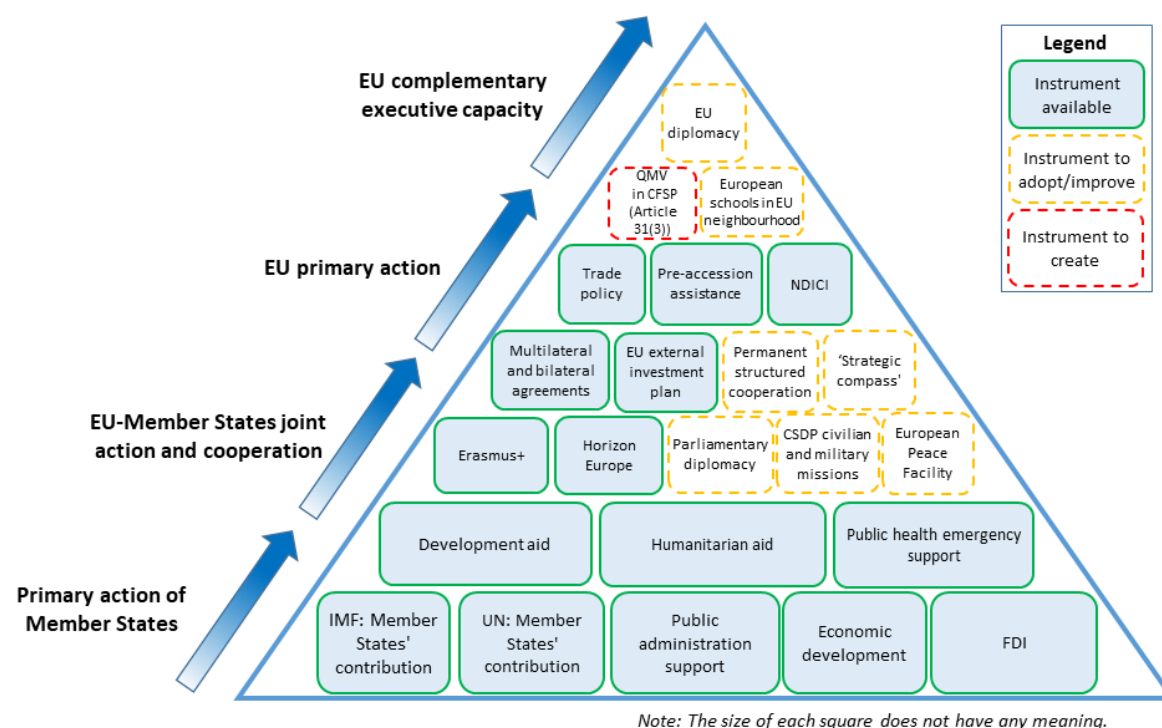 EU complementary
executive capacity
EU primary action
EU-Member States joint
action and cooperation
Primary action of
Member States
EU
diplomacy
QMV
in CFSP
(Article
31(3))
European
schools in EU
neighbourhood
Trade
policy
Pre-accession
assistance
NDICI
Multilateral
and bilateral
agreements
EU external
investment
plan
Permanent
structured
cooperation
‘Strategic
compass'
Erasmus+
Horizon
Europe
Parliamentary
diplomacy
CSDP civilian
and military
missions
European
Peace
Facility
Development aid
Humanitarian aid
Public health emergency
support
IMF: Member
States'
contribution
UN: Member
States'
contribution
Public
administration
support
Economic
development
FDI
Legend
Instrument
available
Instrument to
adopt/improve
Instrument to
create
Note: The size of each square does not have any meaning.